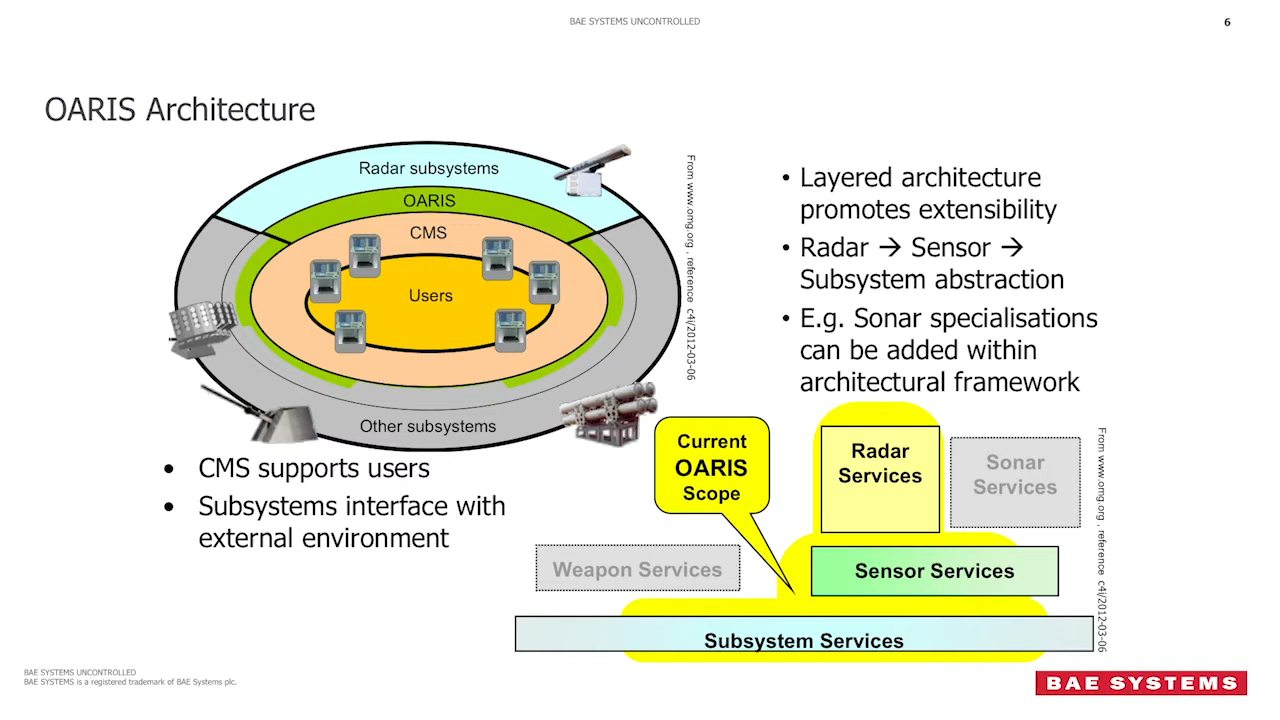 BAE SYSTEMS UNCONTROLLED
6
OARIS Architecture
Radar subsystems
OARIS
CMS
Users
Other subsystems
From www.omg.org , reference c4i/2012-03-06
• CMS supports users
• Subsystems interface with
external environment
• Layered architecture
promotes extensibility
• Radar → Sensor →
Subsystem abstraction
• E.g. Sonar specialisations
can be added within
architectural framework
Current
OARIS
Scope
Radar
Services
Sonar
Services
Weapon Services
Sensor Services
Subsystem Services
From www.omg.org , reference c4i/2012-03-06
BAE SYSTEMS UNCONTROLLED
BAE SYSTEMS is a registered trademark of BAE Systems plc.
BAE SYSTEMS